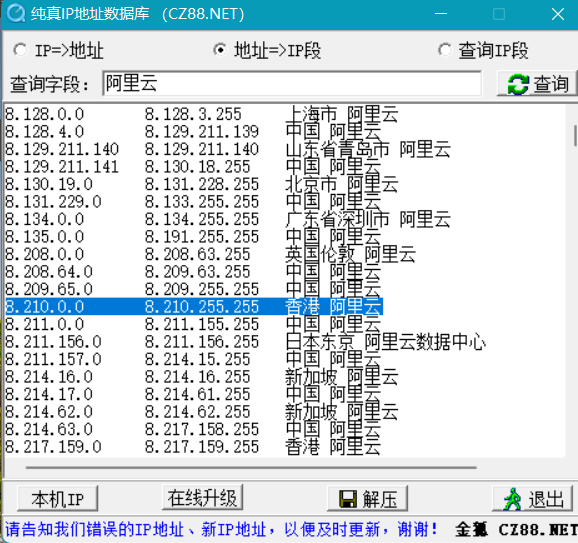 纯真IP地址数据库 (CZ88.NET)
IP=>地址 地址=>IP段 查询IP段
查询字段： 阿里云 查询
8.128.0.0 8.128.3.255 上海市 阿里云
8.128.4.0 8.129.211.139 中国 阿里云
8.129.211.140 8.129.211.140 山东省青岛市 阿里云
8.129.211.141 8.130.18.255 中国 阿里云
8.130.19.0 8.131.228.255 北京市 阿里云
8.131.229.0 8.133.255.255 中国 阿里云
8.134.0.0 8.134.255.255 广东省深圳市 阿里云
8.135.0.0 8.191.255.255 中国 阿里云
8.208.0.0 8.208.63.255 英国伦敦 阿里云
8.208.64.0 8.209.63.255 中国 阿里云
8.209.65.0 8.209.255.255 中国 阿里云
8.210.0.0 8.210.255.255 香港 阿里云
8.211.0.0 8.211.155.255 中国 阿里云
8.211.156.0 8.211.156.255 日本东京 阿里云数据中心
8.211.157.0 8.214.15.255 中国 阿里云
8.214.16.0 8.214.16.255 新加坡 阿里云
8.214.17.0 8.214.61.255 中国 阿里云
8.214.62.0 8.214.62.255 新加坡 阿里云
8.214.63.0 8.217.158.255 中国 阿里云
8.217.159.0 8.217.159.255 香港 阿里云
本机IP 在线升级 解压 退出
请告知我们错误的IP地址、新IP地址，以便及时更新，谢谢！ 金狐 CZ88.NET